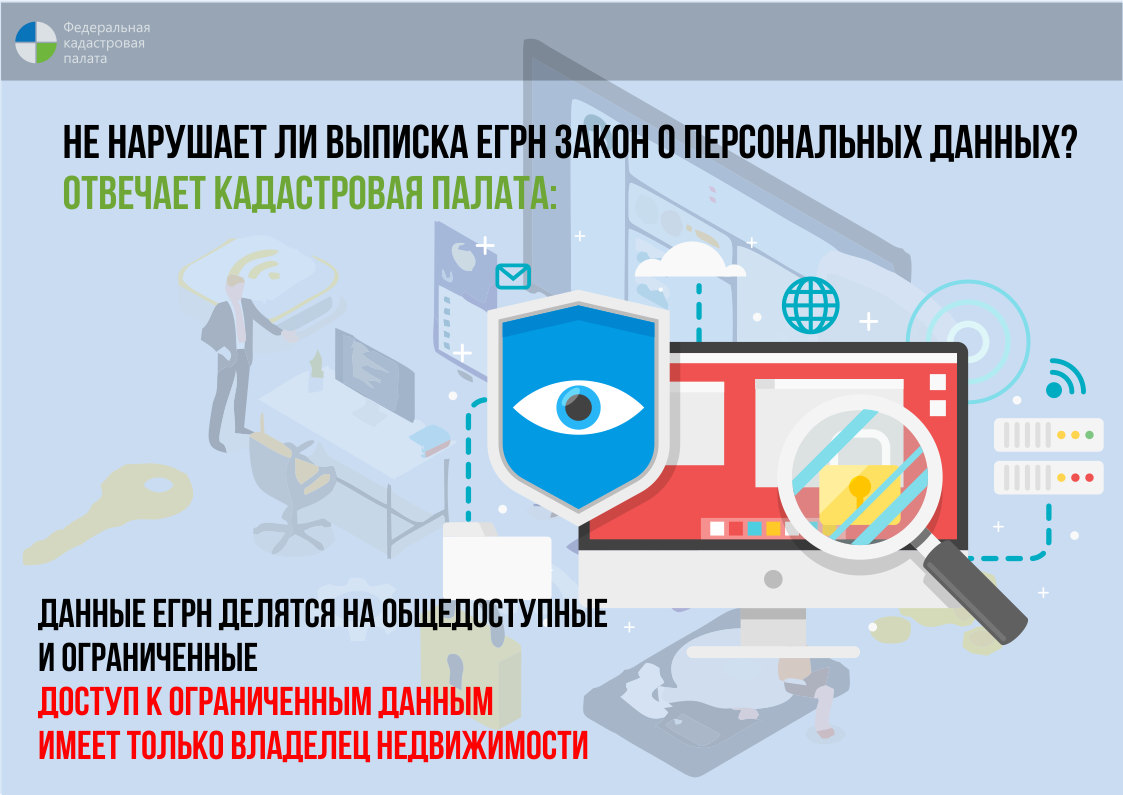 Федеральная
кадастровая
палата
НЕ НАРУШАЕТ ЛИ ВЫПИСКА ЕГРН ЗАКОН О ПЕРСОНАЛЬНЫХ ДАННЫХ?
ОТВЕЧАЕТ КАДАСТРОВАЯ ПАЛАТА:
ДАННЫЕ ЕГРН ДЕЛЯТСЯ НА ОБЩЕДОСТУПНЫЕ
И ОГРАНИЧЕННЫЕ
ДОСТУП К ОГРАНИЧЕННЫМ ДАННЫМ
ИМЕЕТ ТОЛЬКО ВЛАДЕЛЕЦ НЕДВИЖИМОСТИ